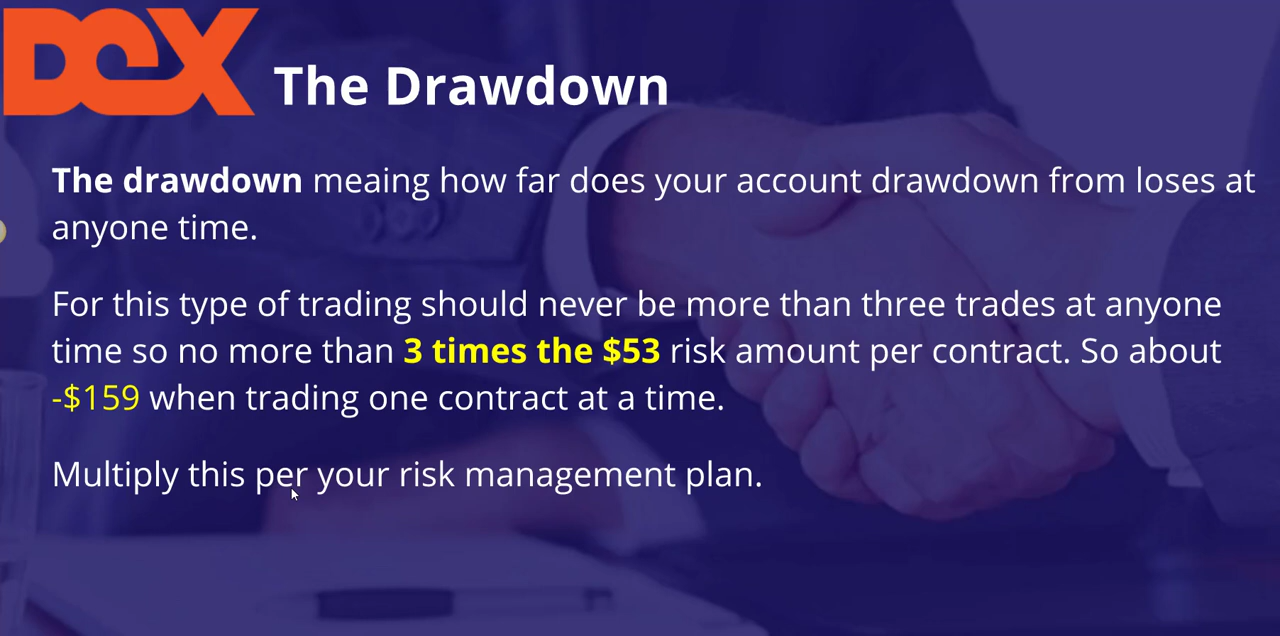 DCX The Drawdown
The drawdown meaing how far does your account drawdown from loses at
anyone time.
For this type of trading should never be more than three trades at anyone
time so no more than 3 times the $53 risk amount per contract. So about
-$159 when trading one contract at a time.
Multiply this per your risk management plan.